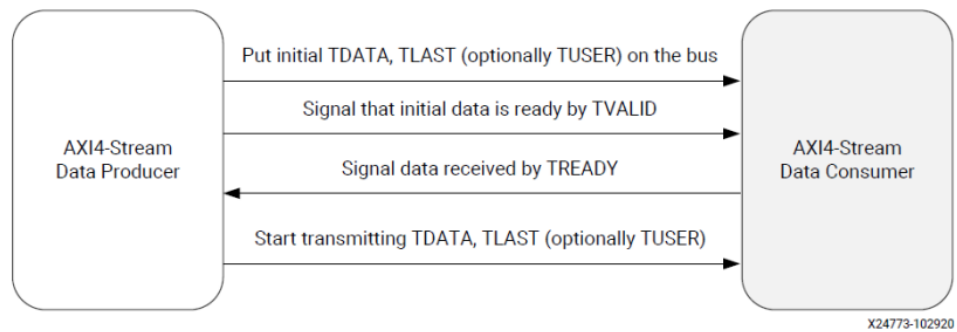 Put initial TDATA, TLAST (optionally TUSER) on the bus
Signal that initial data is ready by TVALID
AXI4-Stream
Data Producer
Signal data received by TREADY
AXI4-Stream
Data Consumer
Start transmitting TDATA, TLAST (optionally TUSER)
X24773-102920